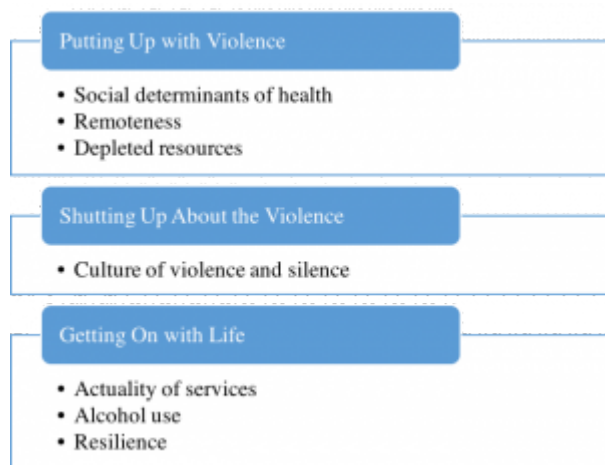 Putting Up with Violence
• Social determinants of health
• Remoteness
• Depleted resources
Shutting Up About the Violence
• Culture of violence and silence
Getting On with Life
• Actuality of services
• Alcohol use
• Resilience